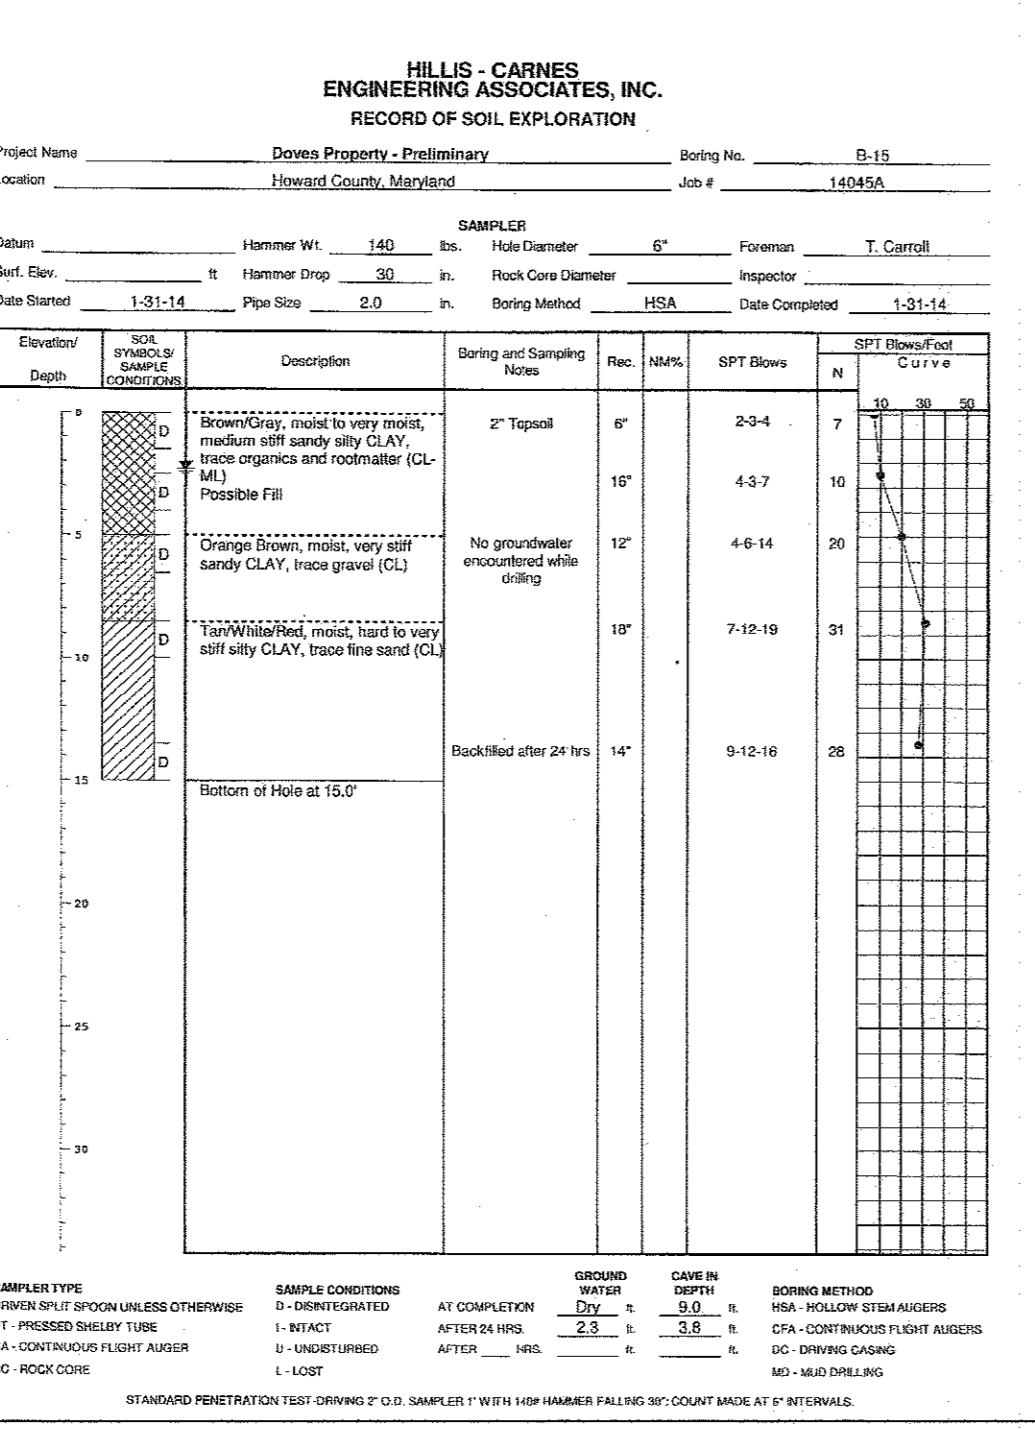 HILLIS - CARNES
ENGINEERING ASSOCIATES, INC.
RECORD OF SOIL EXPLORATION
Project Name Doves Property - Preliminary Boring No. B-15
ocation Howard County, Maryland Job # 14045A
SAMPLER
Datum Hammer Wt. 140 lbs. Hole Diameter 6" Foreman T. Carroll
Surf. Elev. ft Hammer Drop 30 in. Rock Core Diameter Inspector
Date Started 1-31-14 Pipe Size 2.0 in. Boring Method HSA Date Completed 1-31-14
Elevation/ Depth
SOIL SYMBOLS/ SAMPLE CONDITIONS
Description
Boring and Sampling Notes
Rec. NM% SPT Blows
SPT Blows/Foot
N Curve
10 30 50
0
D
Brown/Gray, moist to very moist, 2" Topsoil 6" 2-3-4 7
medium stiff sandy silty CLAY,
trace organics and rootmatter (CL-
ML) 16" 4-3-7 10
D
Possible Fill
5
D
Orange Brown, moist, very stiff No groundwater 12" 4-6-14 20
sandy CLAY, trace gravel (CL) encountered while
drilling
Tan/White/Red, moist, hard to very 18" 7-12-19 31
D
stiff silty CLAY, trace fine sand (CL)
10
D
Backfilled after 24 hrs 14" 9-12-16 28
15
Bottom of Hole at 15.0'
20
25
30
GROUND WATER CAVE IN DEPTH
AMPLER TYPE SAMPLE CONDITIONS BORING METHOD
RIVEN SPLIT SPOON UNLESS OTHERWISE D - DISINTEGRATED AT COMPLETION Dry ft. 9.0 ft. HSA - HOLLOW STEM AUGERS
T - PRESSED SHELBY TUBE I - INTACT AFTER 24 HRS. 2.3 ft. 3.8 ft. CFA - CONTINUOUS FLIGHT AUGERS
A - CONTINUOUS FLIGHT AUGER U - UNDISTURBED AFTER ____ HRS. ft. ft. DC - DRIVING CASING
C - ROCK CORE L - LOST MD - MUD DRILLING
STANDARD PENETRATION TEST-DRIVING 2" O.D. SAMPLER 1' WITH 140# HAMMER FALLING 30": COUNT MADE AT 6" INTERVALS.